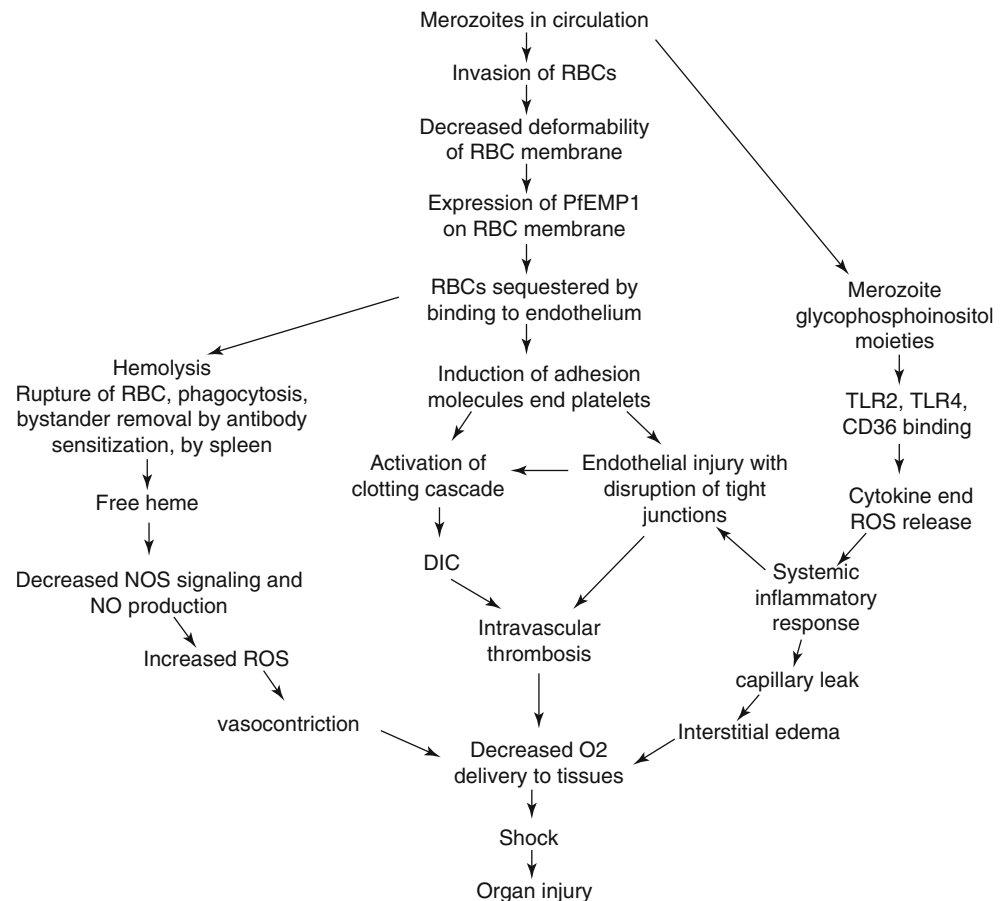 Merozoites in circulation
Invasion of RBCs
Decreased deformability
of RBC membrane
Expression of PfEMP1
on RBC membrane
RBCs sequestered by
binding to endothelium
Merozoite
glycophosphoinositol
moieties
Hemolysis
Rupture of RBC, phagocytosis,
bystander removal by antibody
sensitization, by spleen
Induction of adhesion
molecules end platelets
TLR2, TLR4,
CD36 binding
Free heme
Activation of
clotting cascade
Endothelial injury with
disruption of tight
junctions
Cytokine end
ROS release
Decreased NOS signaling and
NO production
DIC
Systemic
inflammatory
response
Increased ROS
Intravascular
thrombosis
capillary leak
vasocontriction
Interstitial edema
Decreased O2
delivery to tissues
Shock
Organ injury